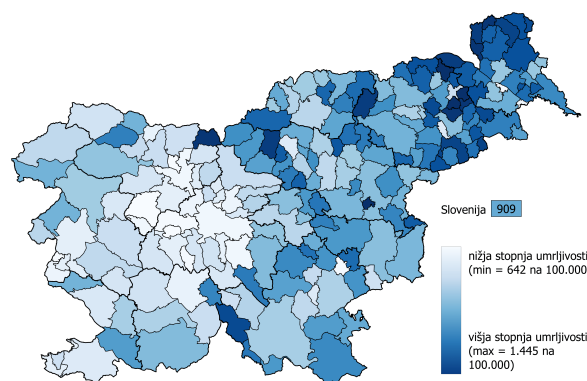 Slovenija 909
nižja stopnja umrljivosti
(min = 642 na 100.000)
višja stopnja umrljivosti
(max = 1.445 na
100.000)